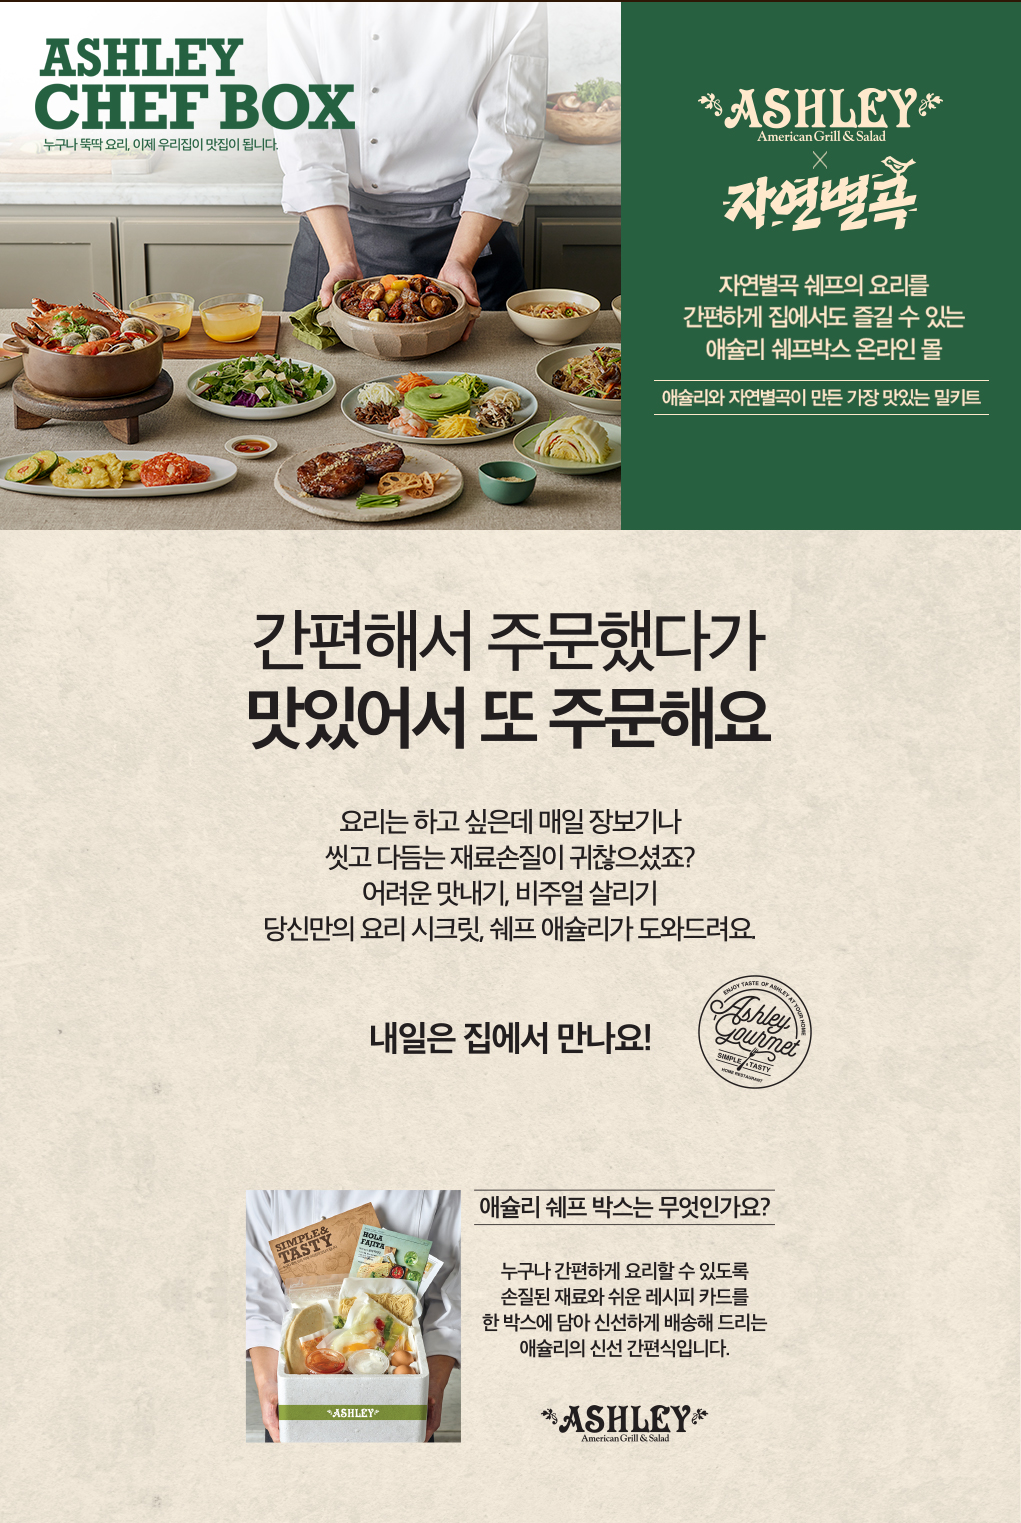 ASHLEY
CHEF BOX
누구나 뚝딱 요리, 이제 우리집이 맛집이 됩니다.
ASHLEY
American Grill & Salad
×
자연별곡
자연별곡 쉐프의 요리를
간편하게 집에서도 즐길 수 있는
애슐리 쉐프박스 온라인 몰
애슐리와 자연별곡이 만든 가장 맛있는 밀키트
간편해서 주문했다가
맛있어서 또 주문해요
요리는 하고 싶은데 매일 장보기나
씻고 다듬는 재료손질이 귀찮으셨죠?
어려운 맛내기, 비주얼 살리기
당신만의 요리 시크릿, 쉐프 애슐리가 도와드려요.
내일은 집에서 만나요!
ENJOY TASTE OF ASHLEY AT YOUR HOME
Ashley
Gourmet
SIMPLE & TASTY
HOME RESTAURANT
SIMPLE&
TASTY
BOLA
FAJITA
ASHLEY
애슐리 쉐프 박스는 무엇인가요?
누구나 간편하게 요리할 수 있도록
손질된 재료와 쉬운 레시피 카드를
한 박스에 담아 신선하게 배송해 드리는
애슐리의 신선 간편식입니다.
ASHLEY
American Grill & Salad